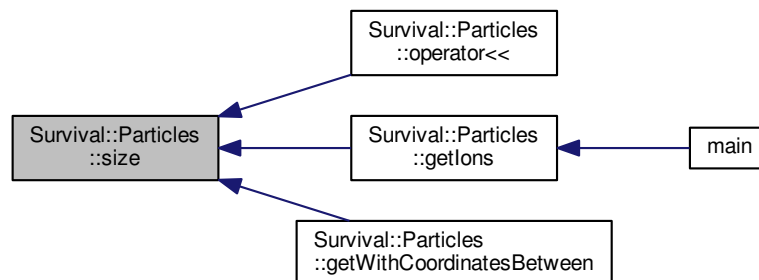 Survival::Particles
::operator<<
Survival::Particles
::size
Survival::Particles
::getIons
main
Survival::Particles
::getWithCoordinatesBetween